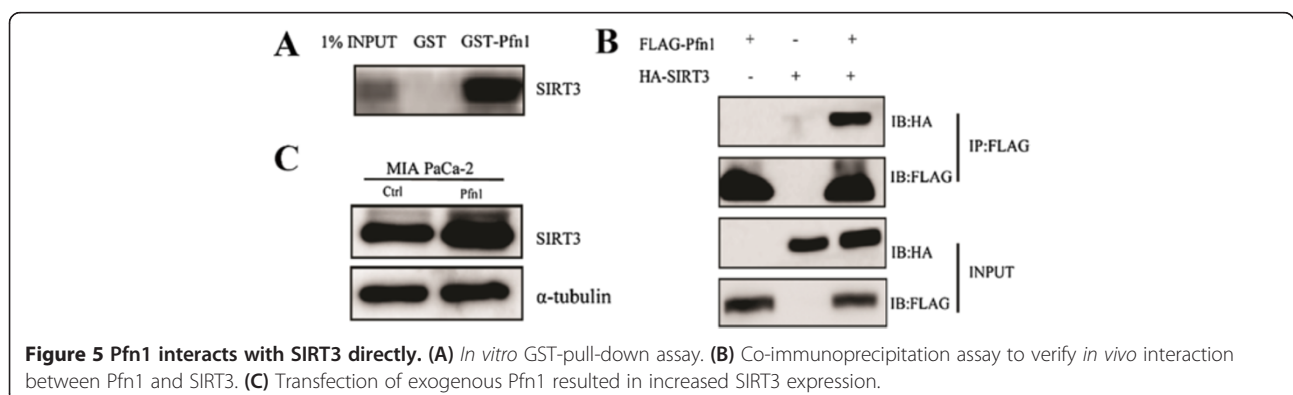 A
1% INPUT GST GST-Pfn1
SIRT3
B
FLAG-Pfn1 + - +
HA-SIRT3 - + +
IB:HA
IB:FLAG
IP:FLAG
IB:HA
IB:FLAG
INPUT
C
MIA PaCa-2
Ctrl Pfn1
SIRT3
α-tubulin
Figure 5 Pfn1 interacts with SIRT3 directly. (A) In vitro GST-pull-down assay. (B) Co-immunoprecipitation assay to verify in vivo interaction
between Pfn1 and SIRT3. (C) Transfection of exogenous Pfn1 resulted in increased SIRT3 expression.